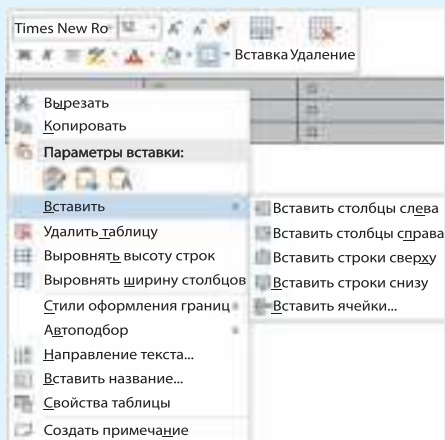 Times New Ro 12
Ж К
Вставка Удаление
Вырезать
Копировать
Параметры вставки:
Вставить
Удалить таблицу
Выровнять высоту строк
Выровнять ширину столбцов
Стили оформления границ
Автоподбор
Направление текста...
Вставить название...
Свойства таблицы
Создать примечание
Вставить столбцы слева
Вставить столбцы справа
Вставить строки сверху
Вставить строки снизу
Вставить ячейки...